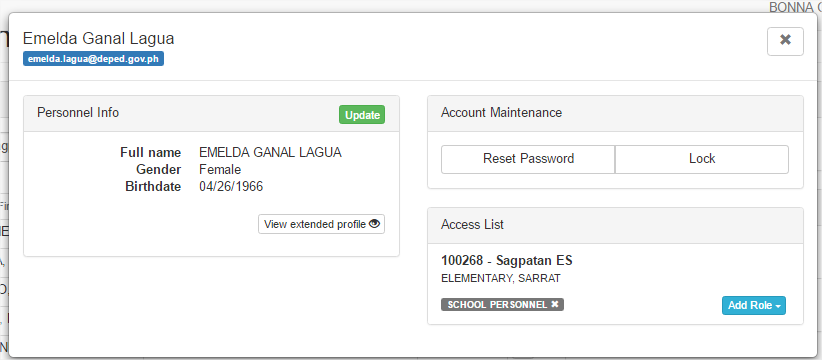 BONNA
Emelda Ganal Lagua
emelda.lagua@deped.gov.ph
Personnel Info
Update
Full name EMELDA GANAL LAGUA
Gender Female
Birthdate 04/26/1966
View extended profile
Account Maintenance
Reset Password Lock
Access List
100268 - Sagpatan ES
ELEMENTARY, SARRAT
SCHOOL PERSONNEL
Add Role